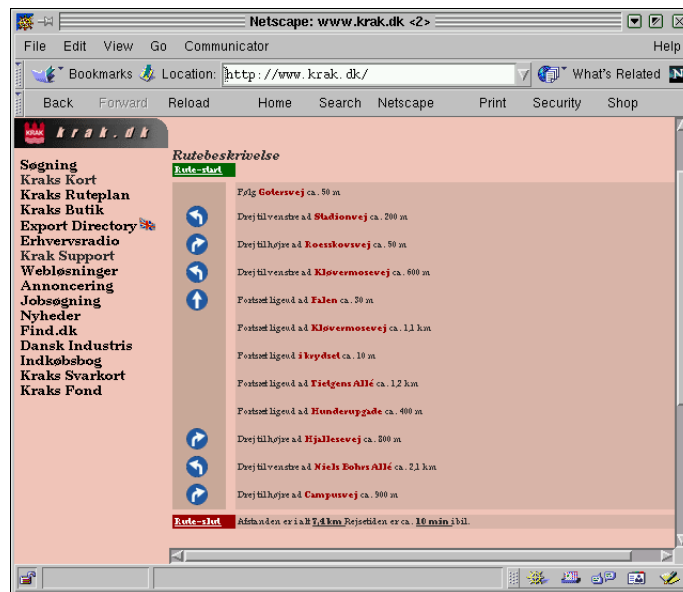 Netscape: www.krak.dk <2>
File Edit View Go Communicator Help
Bookmarks Location: http://www.krak.dk/ What's Related N
Back Forward Reload Home Search Netscape Print Security Shop
KRAK krak.dk
Søgning
Kraks Kort
Kraks Ruteplan
Kraks Butik
Export Directory
Erhvervsradio
Krak Support
Webløsninger
Annoncering
Jobsøgning
Nyheder
Find.dk
Dansk Industris
Indkøbsbog
Kraks Svarkort
Kraks Fond
Rutebeskrivelse
Rute-start
Følg Gotersvej ca. 50 m
Drej til venstre ad Stadionvej ca. 200 m
Drej til højre ad Roesskovsvej ca. 50 m
Drej til venstre ad Kløvermosevej ca. 600 m
Fortsæt ligeud ad Falen ca. 30 m
Fortsæt ligeud ad Kløvermosevej ca. 1,1 km
Fortsæt ligeud i krydset ca. 10 m
Fortsæt ligeud ad Tietgens Allé ca. 1,2 km
Fortsæt ligeud ad Hunderupgade ca. 400 m
Drej til højre ad Hjallesevej ca. 800 m
Drej til venstre ad Niels Bohrs Allé ca. 2,1 km
Drej til højre ad Campusvej ca. 900 m
Rute-slut Afstanden er i alt 7,4 km Rejsetiden er ca. 10 min i bil.